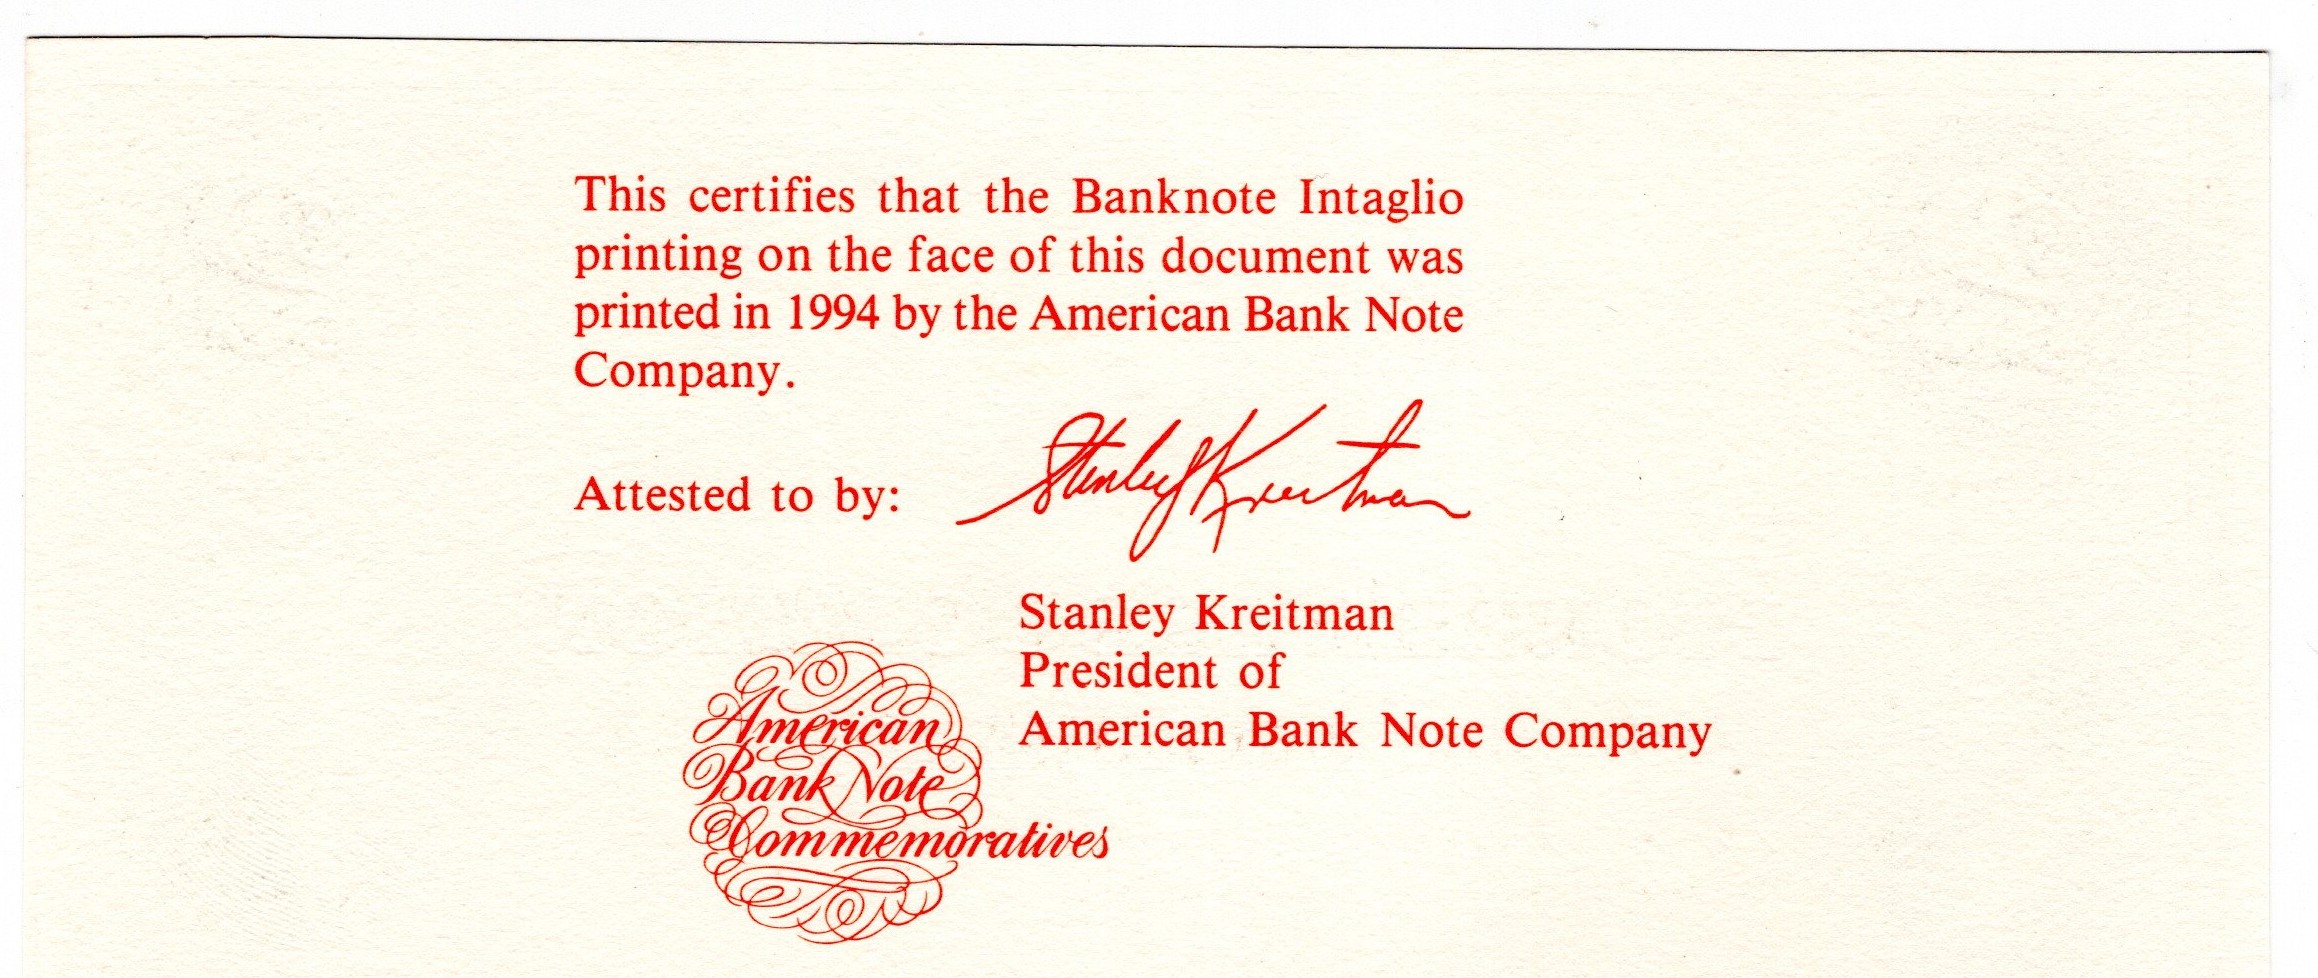 This certifies that the Banknote Intaglio
printing on the face of this document was
printed in 1994 by the American Bank Note
Company.
Attested to by: Stanley Kreitman
Stanley Kreitman
President of
American Bank Note Company
American
Bank Note
Commemoratives